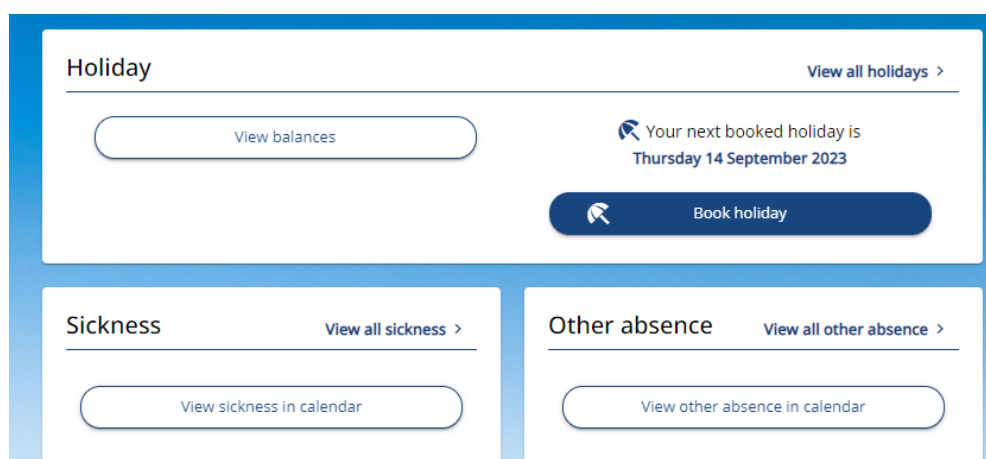 Holiday
View all holidays >
View balances
Your next booked holiday is
Thursday 14 September 2023
Book holiday
Sickness
View all sickness >
Other absence
View all other absence >
View sickness in calendar
View other absence in calendar